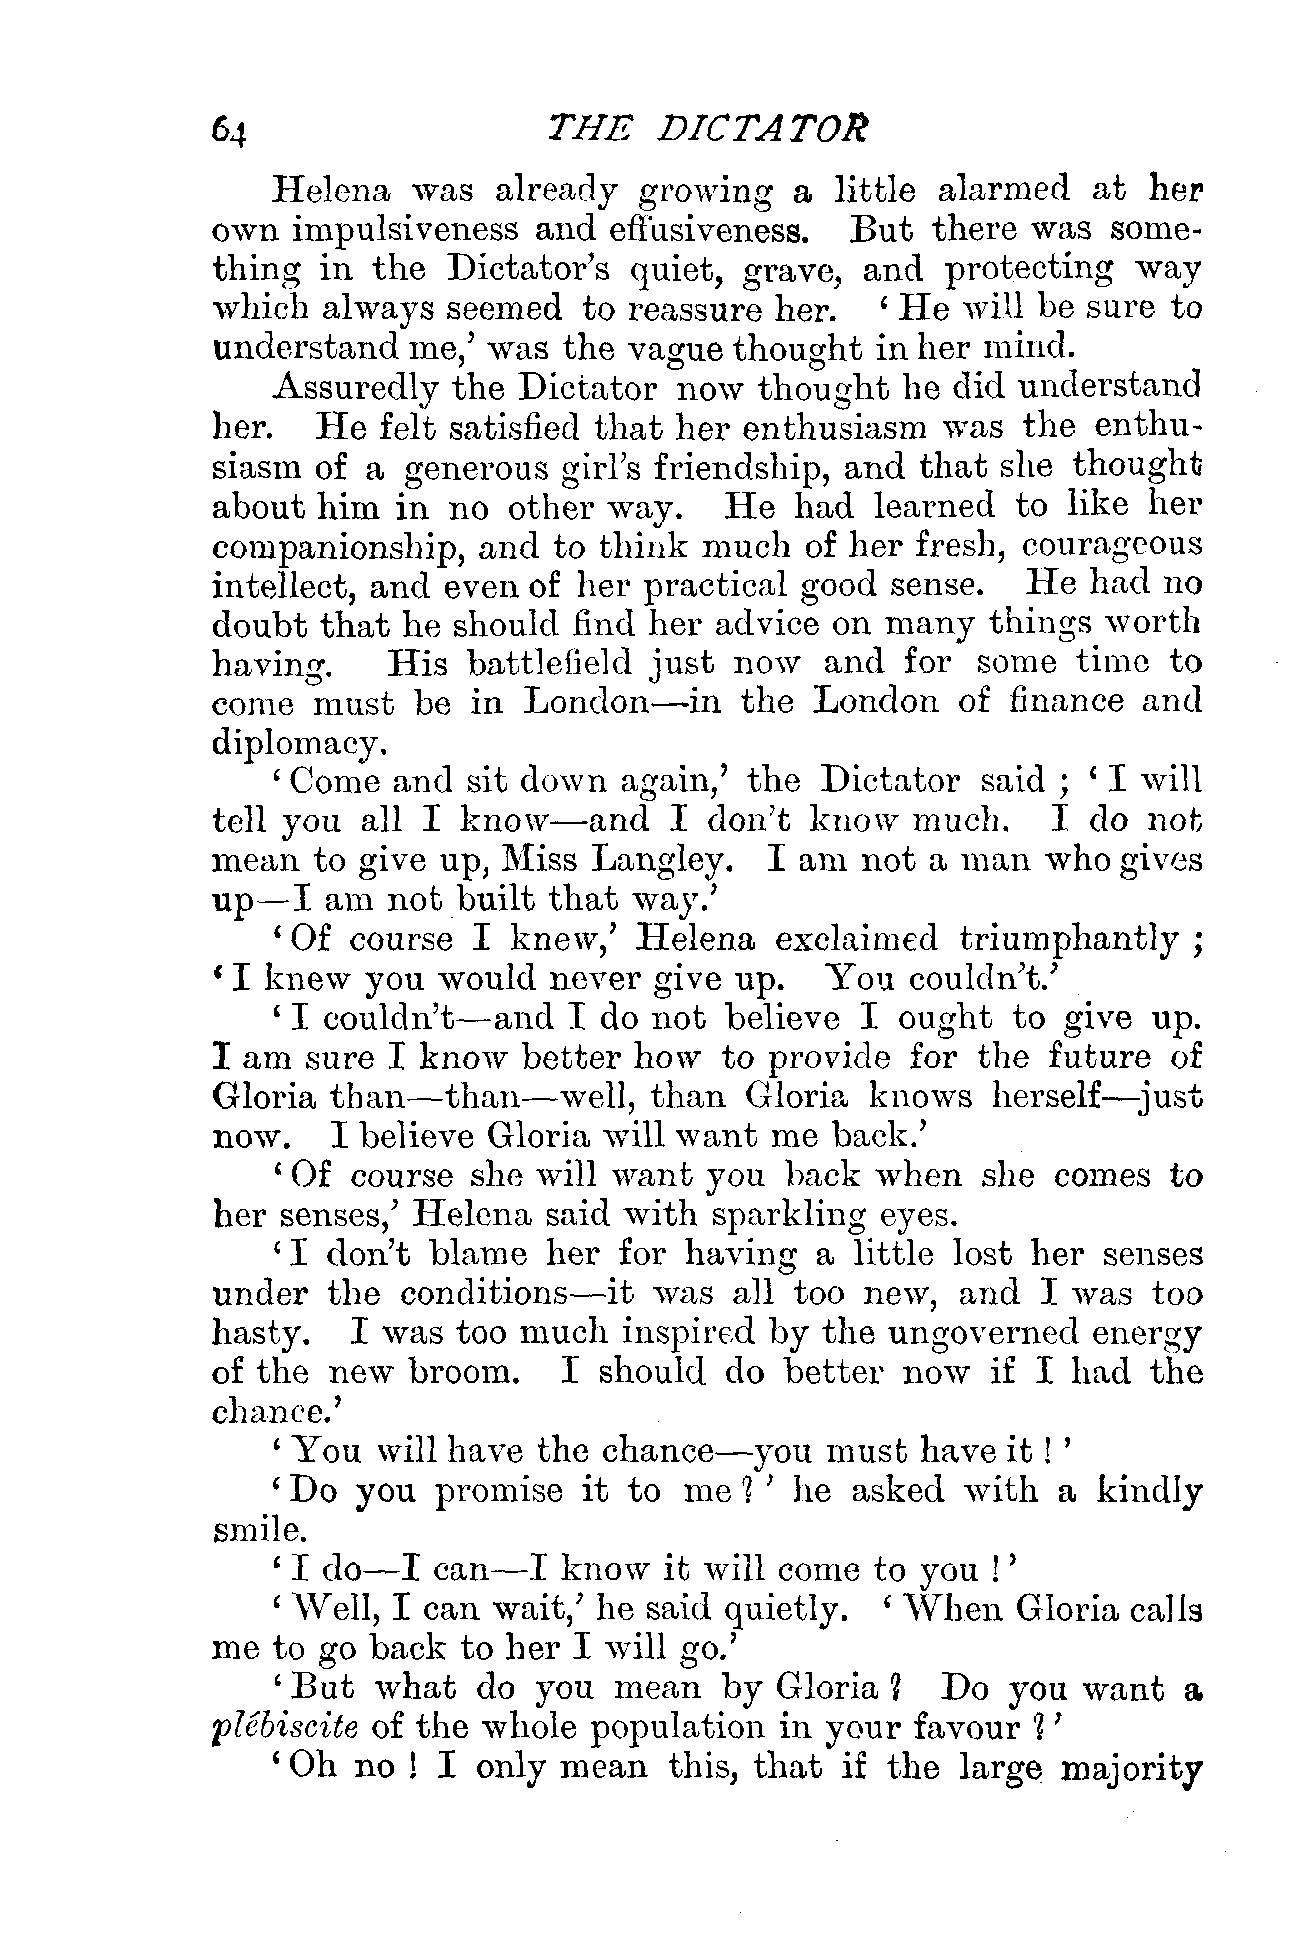 64 THE DICTATOR
Helena was already growing a little alarmed at her
own impulsiveness and effusiveness. But there was some-
thing in the Dictator's quiet, grave, and protecting way
which always seemed to reassure her. ‘He will be sure to
understand me,’ was the vague thought in her mind.
Assuredly the Dictator now thought he did understand
her. He felt satisfied that her enthusiasm was the enthu-
siasm of a generous girl's friendship, and that she thought
about him in no other way. He had learned to like her
companionship, and to think much of her fresh, courageous
intellect, and even of her practical good sense. He had no
doubt that he should find her advice on many things worth
having. His battlefield just now and for some time to
come must be in London—in the London of finance and
diplomacy.
‘Come and sit down again,’ the Dictator said ; ‘I will
tell you all I know—and I don't know much. I do not
mean to give up, Miss Langley. I am not a man who gives
up—I am not built that way.’
‘Of course I knew,’ Helena exclaimed triumphantly ;
‘I knew you would never give up. You couldn't.’
‘I couldn't—and I do not believe I ought to give up.
I am sure I know better how to provide for the future of
Gloria than—than—well, than Gloria knows herself—just
now. I believe Gloria will want me back.’
‘Of course she will want you back when she comes to
her senses,’ Helena said with sparkling eyes.
‘I don't blame her for having a little lost her senses
under the conditions—it was all too new, and I was too
hasty. I was too much inspired by the ungoverned energy
of the new broom. I should do better now if I had the
chance.’
‘You will have the chance—you must have it ! ’
‘Do you promise it to me ? ’ he asked with a kindly
smile.
‘I do—I can—I know it will come to you ! ’
‘Well, I can wait,’ he said quietly. ‘When Gloria calls
me to go back to her I will go.’
‘But what do you mean by Gloria ? Do you want a
plébiscite of the whole population in your favour ? ’
‘Oh no ! I only mean this, that if the large majority